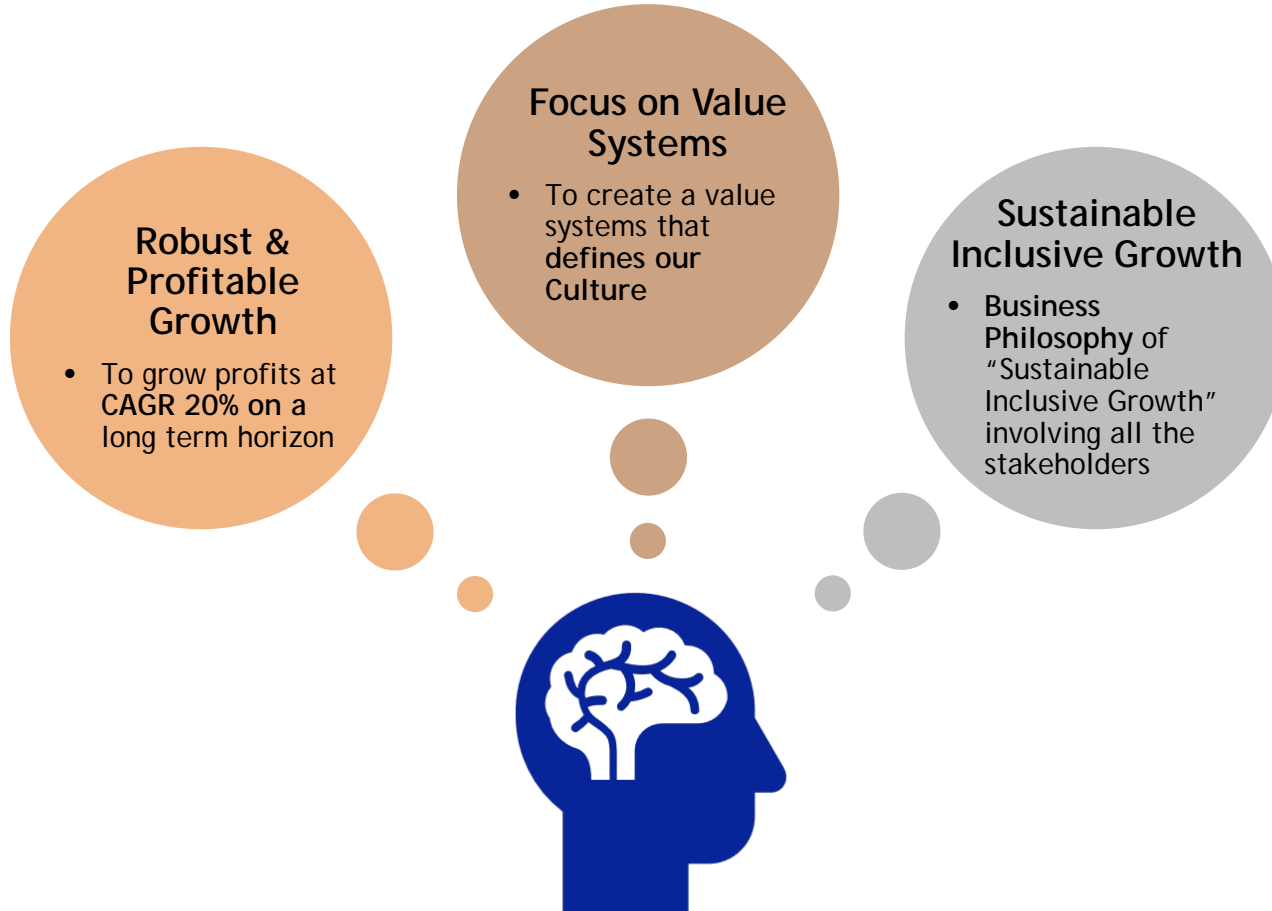 Robust &
Profitable
Growth
• To grow profits at
CAGR 20% on a
long term horizon
Focus on Value
Systems
• To create a value
systems that
defines our
Culture
Sustainable
Inclusive Growth
• Business
Philosophy of
“Sustainable
Inclusive Growth”
involving all the
stakeholders